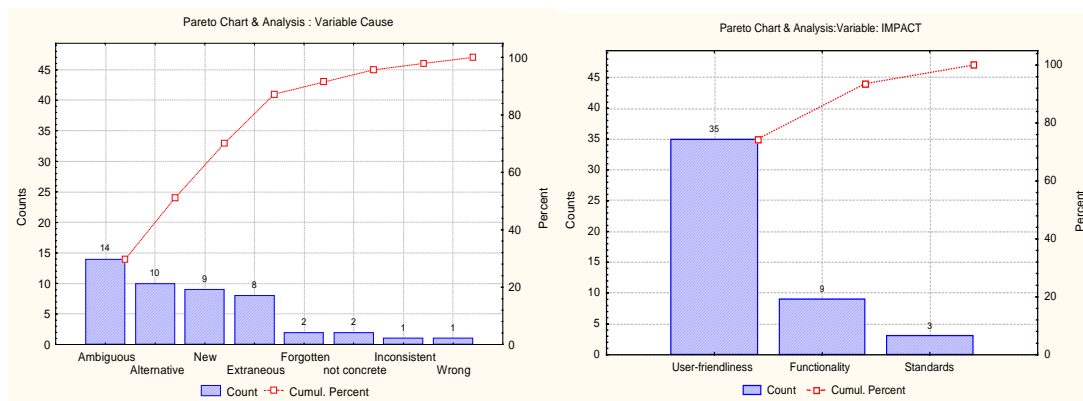 Pareto Chart & Analysis : Variable Cause
Counts
45
40
35
30
25
20
15
10
5
0
14
10
9
8
2
2
1
1
100
80
60
40
20
0
Percent
Ambiguous
Alternative
New
Extraneous
Forgotten
not concrete
Inconsistent
Wrong
Count
Cumul. Percent
Pareto Chart & Analysis:Variable: IMPACT
Counts
45
40
35
30
25
20
15
10
5
0
35
9
3
100
80
60
40
20
0
Percent
User-friendliness
Functionality
Standards
Count
Cumul. Percent